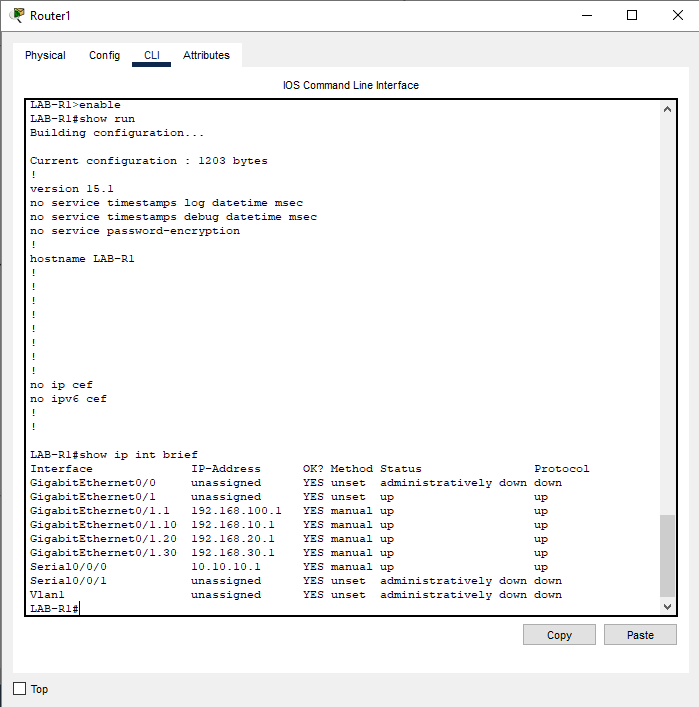 Router1
Physical Config CLI Attributes
IOS Command Line Interface
LAB-R1>enable
LAB-R1#show run
Building configuration...
Current configuration : 1203 bytes
!
version 15.1
no service timestamps log datetime msec
no service timestamps debug datetime msec
no service password-encryption
!
hostname LAB-R1
!
!
!
!
!
!
!
!
no ip cef
no ipv6 cef
!
!
LAB-R1#show ip int brief
Interface IP-Address OK? Method Status Protocol
GigabitEthernet0/0 unassigned YES unset administratively down down
GigabitEthernet0/1 unassigned YES unset up up
GigabitEthernet0/1.1 192.168.100.1 YES manual up up
GigabitEthernet0/1.10 192.168.10.1 YES manual up up
GigabitEthernet0/1.20 192.168.20.1 YES manual up up
GigabitEthernet0/1.30 192.168.30.1 YES manual up up
Serial0/0/0 10.10.10.1 YES manual up up
Serial0/0/1 unassigned YES unset administratively down down
Vlan1 unassigned YES unset administratively down down
LAB-R1#
Copy Paste
Top